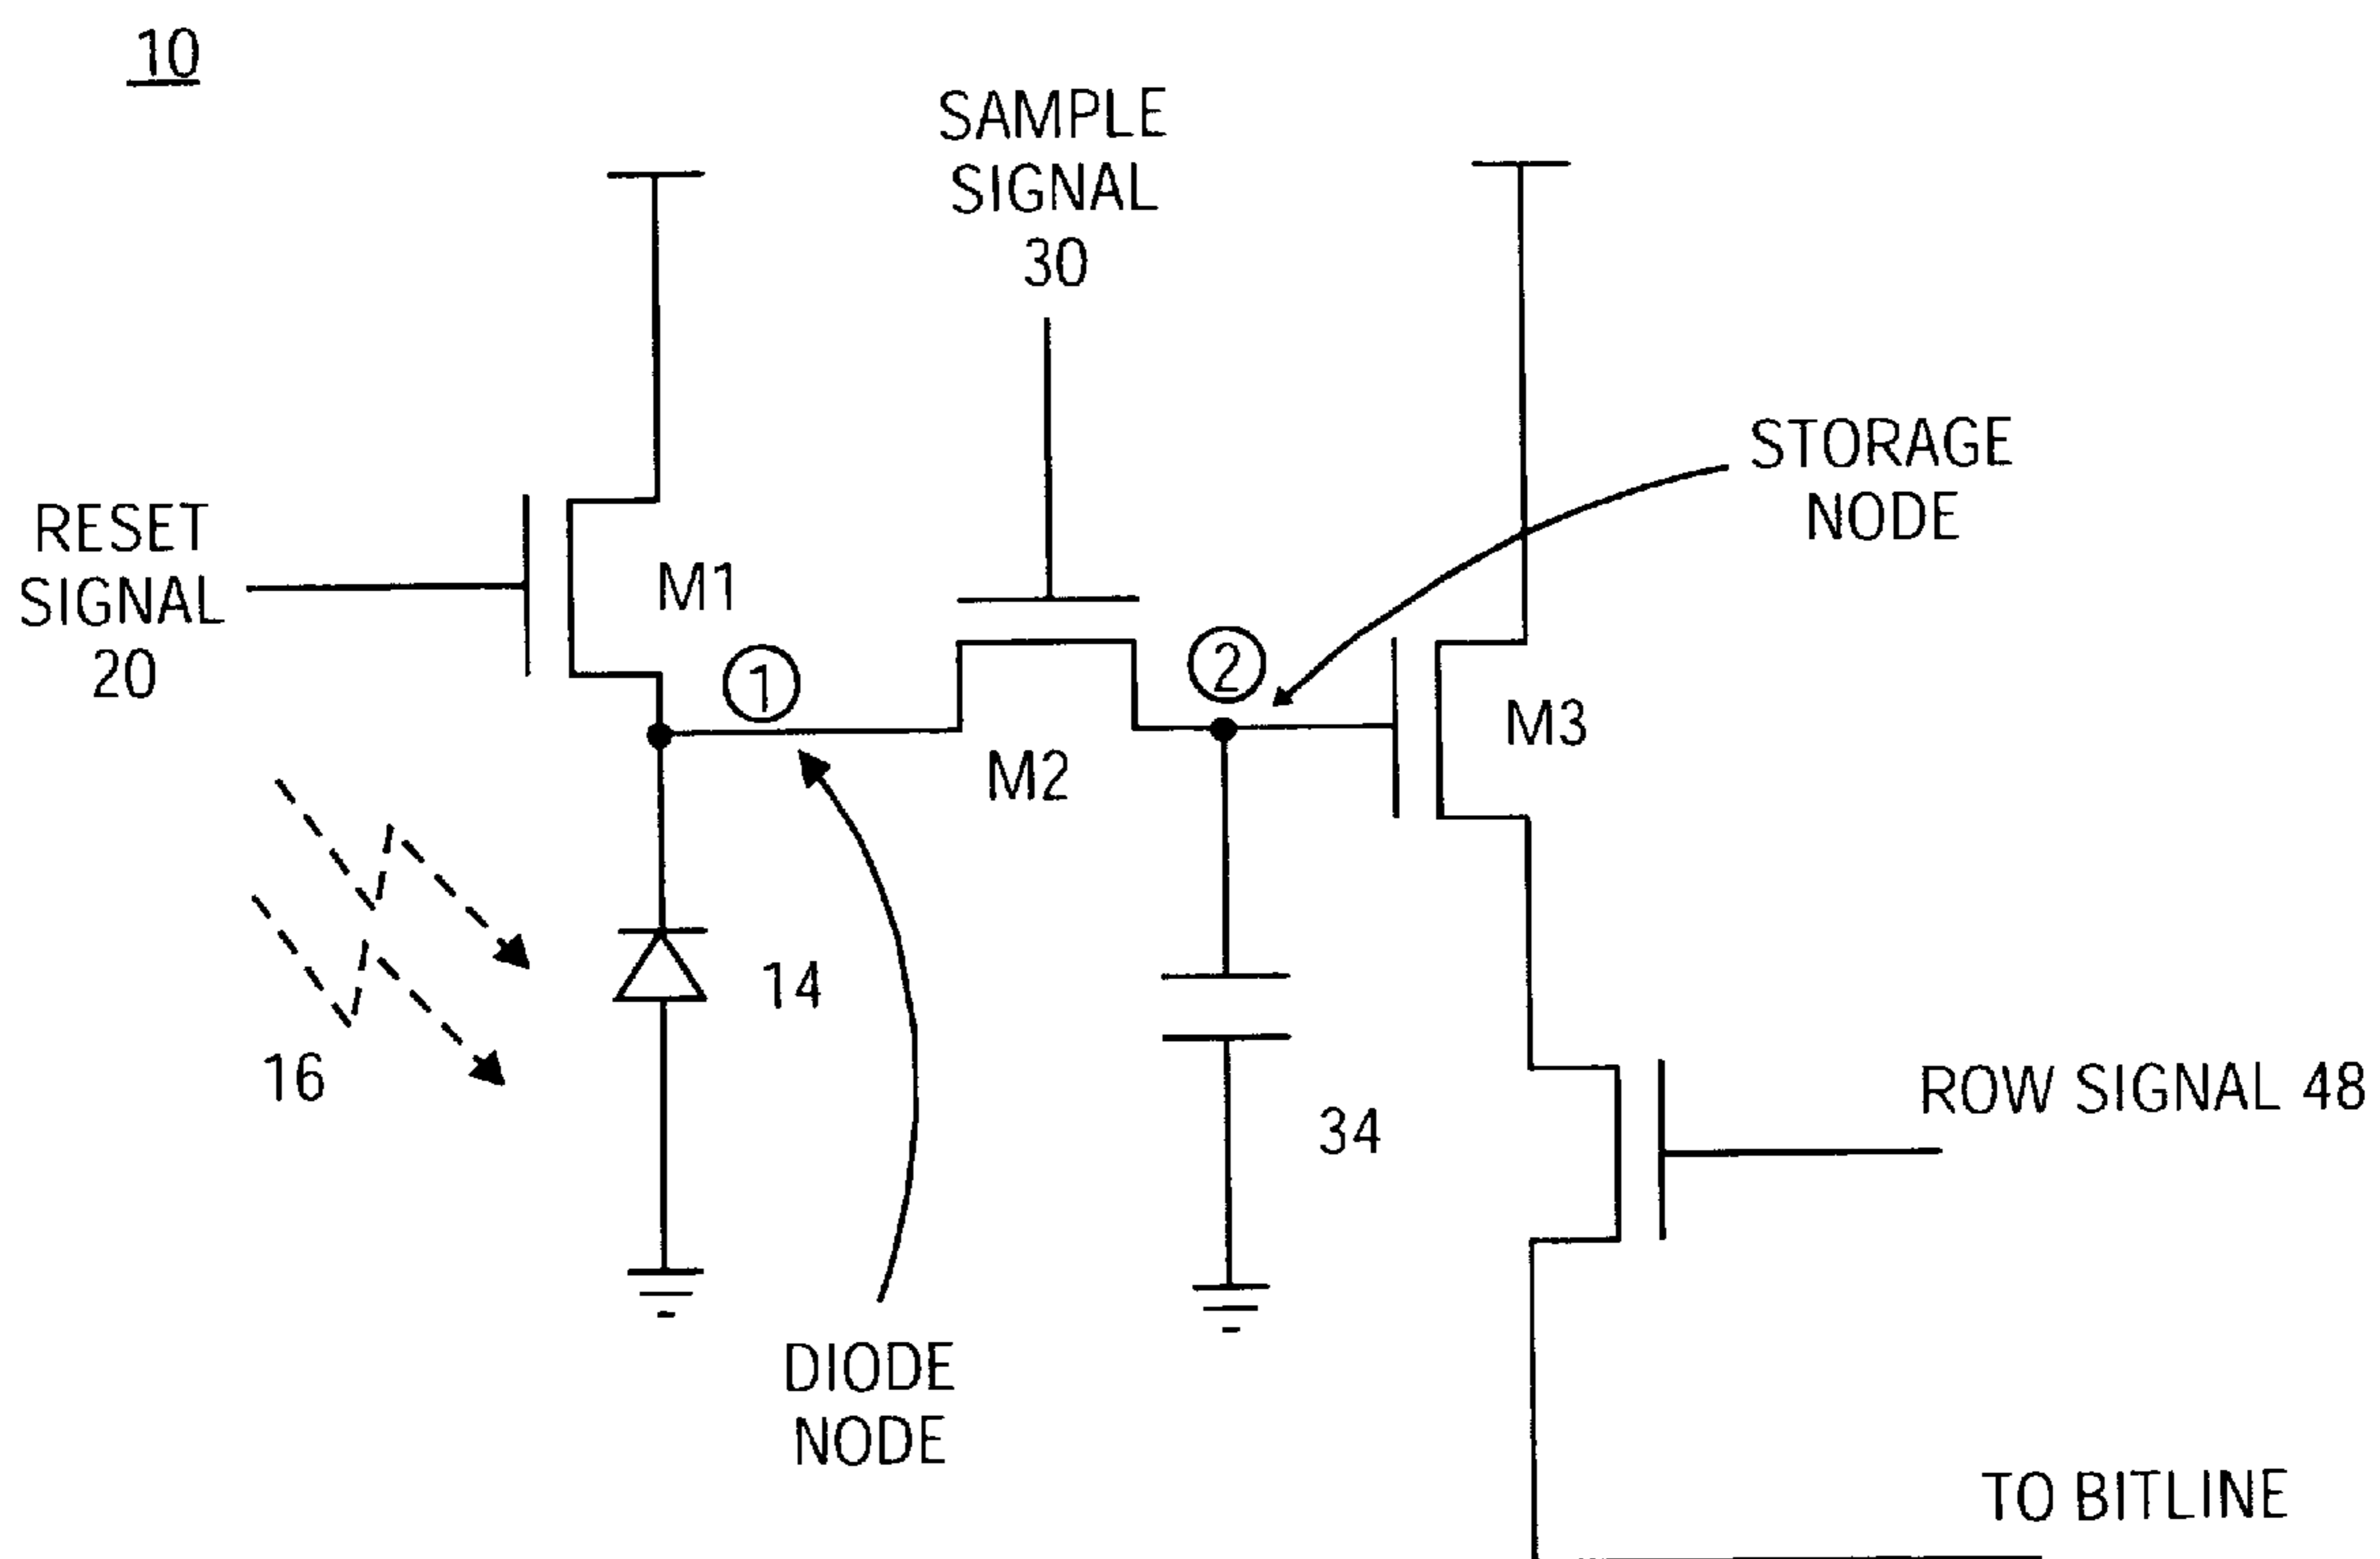 10
SAMPLE
SIGNAL
30
STORAGE
NODE
RESET
SIGNAL
20
M1
1
2
M2
M3
14
16
34
ROW SIGNAL 48
DIODE
NODE
TO BITLINE